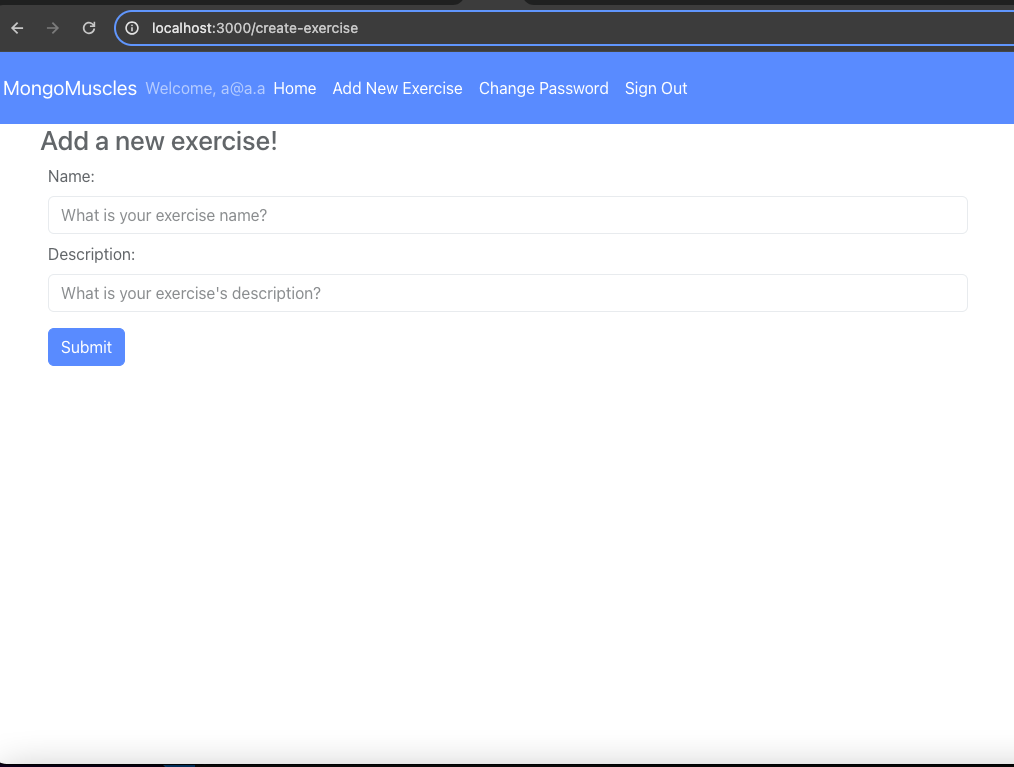 localhost:3000/create-exercise
MongoMuscles Welcome, a@a.a Home Add New Exercise Change Password Sign Out
Add a new exercise!
Name:
What is your exercise name?
Description:
What is your exercise's description?
Submit